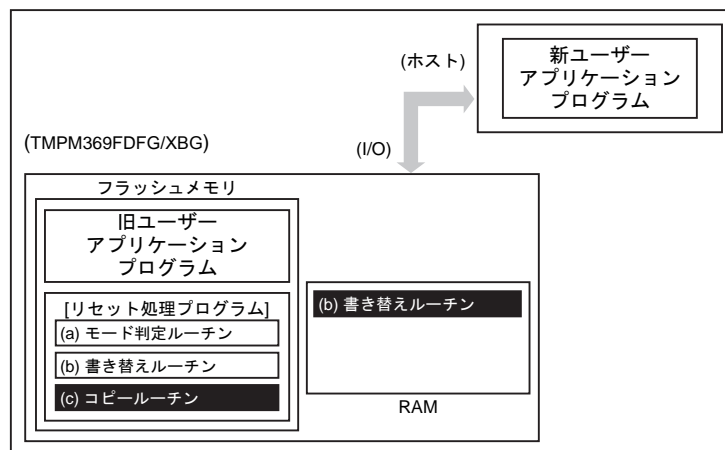 (ホスト)
新ユーザー
アプリケーション
プログラム
(TMPM369FDFG/XBG)
(I/O)
フラッシュメモリ
旧ユーザー
アプリケーション
プログラム
[リセット処理プログラム]
(a) モード判定ルーチン
(b) 書き替えルーチン
(c) コピールーチン
(b) 書き替えルーチン
RAM